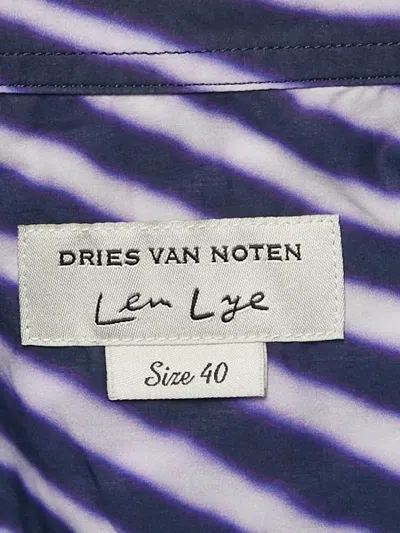 DRIES VAN NOTEN
Len Lye
Size 40